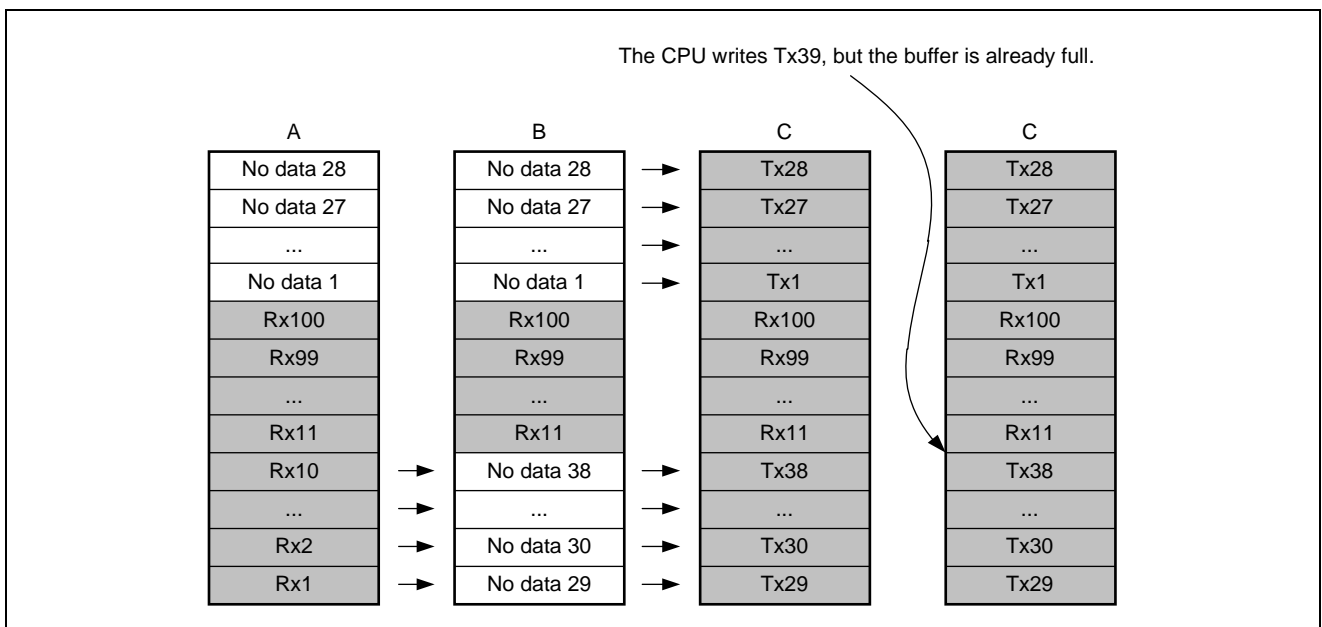 The CPU writes Tx39, but the buffer is already full.
A B C C
No data 28 No data 28 Tx28 Tx28
No data 27 No data 27 Tx27 Tx27
... ... ... ...
No data 1 No data 1 Tx1 Tx1
Rx100 Rx100 Rx100 Rx100
Rx99 Rx99 Rx99 Rx99
... ... ... ...
Rx11 Rx11 Rx11 Rx11
Rx10 No data 38 Tx38 Tx38
... ... ... ...
Rx2 No data 30 Tx30 Tx30
Rx1 No data 29 Tx29 Tx29